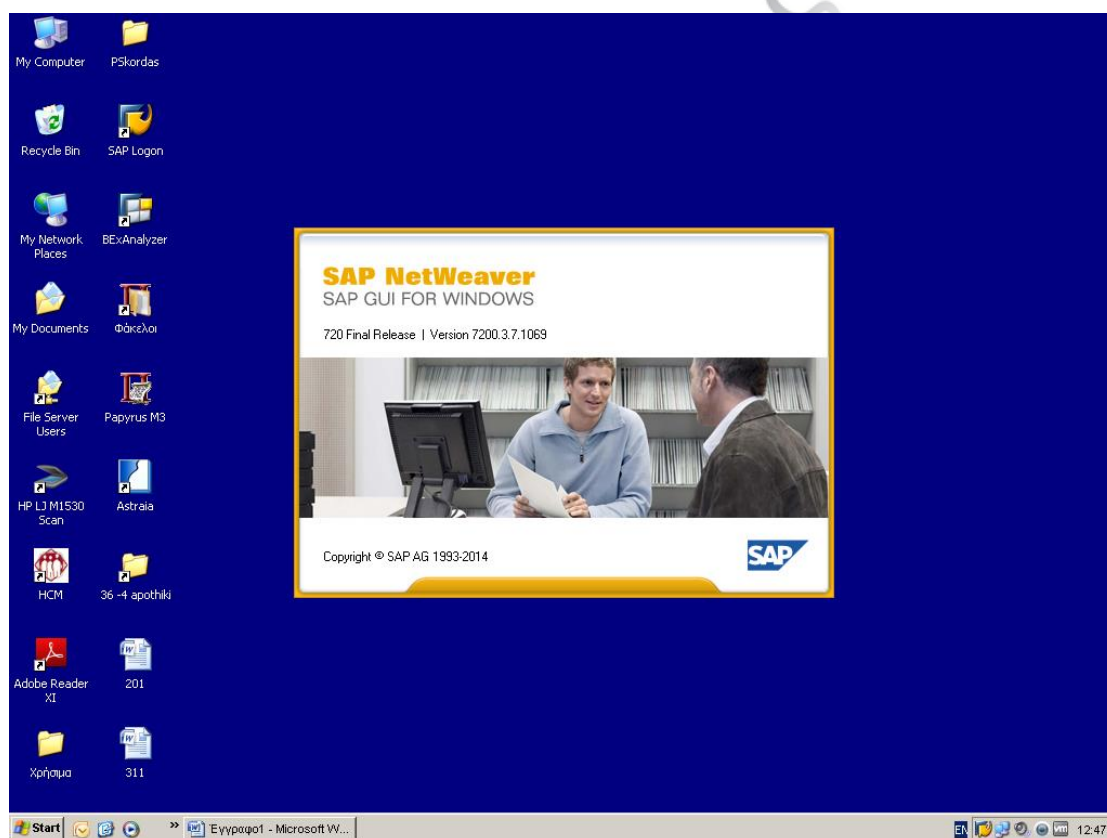 My Computer
PSkordas
Recycle Bin
SAP Logon
My Network
Places
BExAnalyzer
My Documents
Φάκελοι
File Server
Users
Papyrus M3
HP LJ M1530
Scan
Astraia
HCM
36 -4 apothiki
Adobe Reader
XI
201
Χρήσιμα
311
SAP NetWeaver
SAP GUI FOR WINDOWS
720 Final Release | Version 7200.3.7.1069
Copyright © SAP AG 1993-2014
SAP
Start
»
Έγγραφο1 - Microsoft W...
EN
12:47